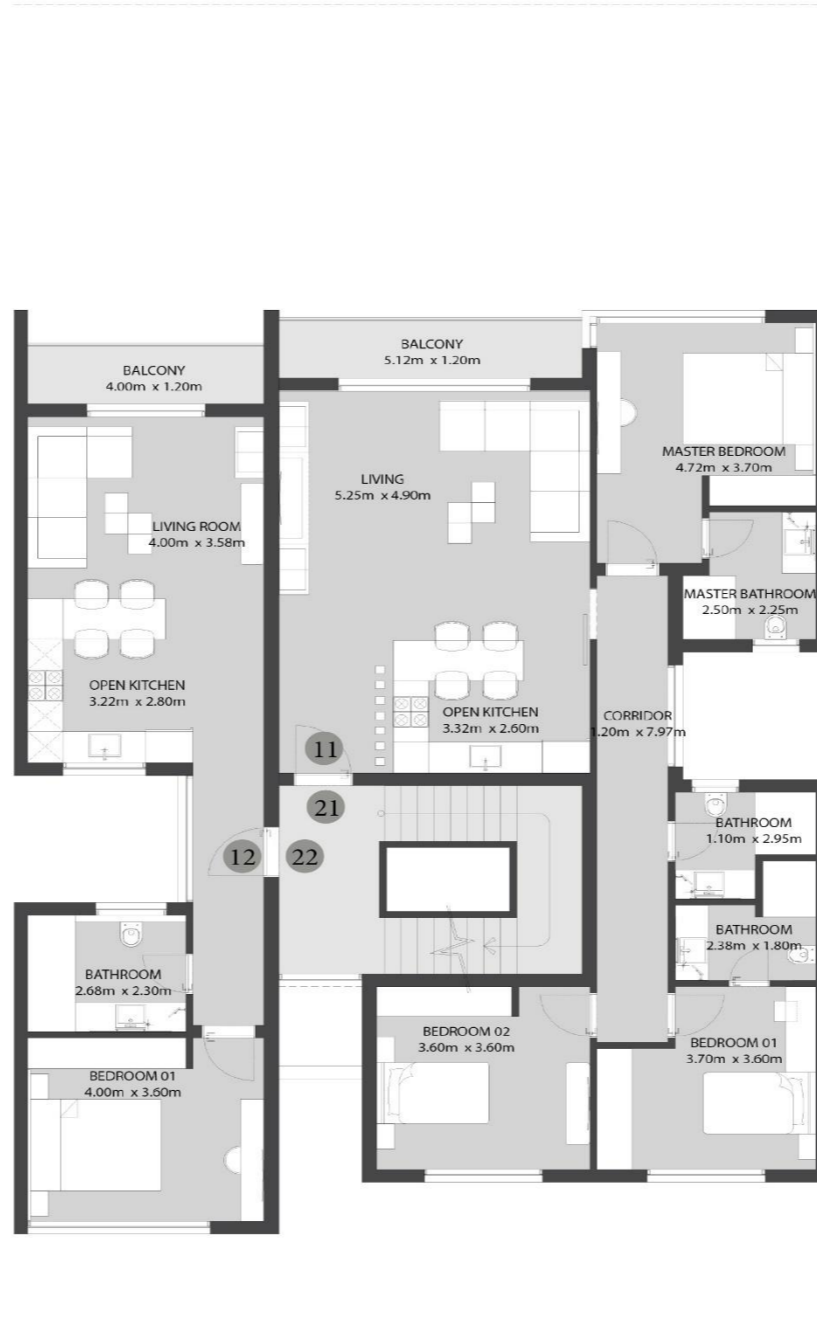 BALCONY
4.00m x 1.20m
BALCONY
5.12m x 1.20m
LIVING ROOM
4.00m x 3.58m
LIVING
5.25m x 4.90m
MASTER BEDROOM
4.72m x 3.70m
MASTER BATHROOM
2.50m x 2.25m
OPEN KITCHEN
3.22m x 2.80m
OPEN KITCHEN
3.32m x 2.60m
CORRIDOR
1.20m x 7.97m
11
21
12
22
BATHROOM
1.10m x 2.95m
BATHROOM
2.38m x 1.80m
BATHROOM
2.68m x 2.30m
BEDROOM 02
3.60m x 3.60m
BEDROOM 01
3.70m x 3.60m
BEDROOM 01
4.00m x 3.60m